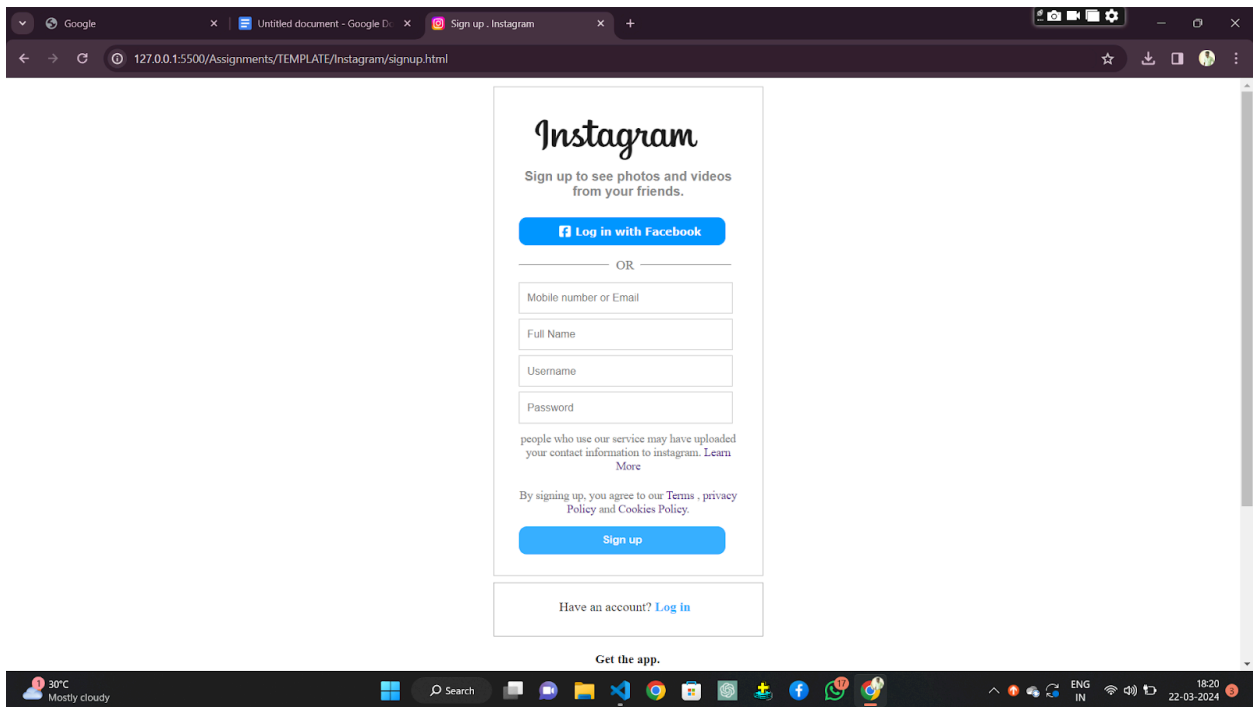 Google
Untitled document - Google Do
Sign up . Instagram
127.0.0.1:5500/Assignments/TEMPLATE/Instagram/signup.html
Instagram
Sign up to see photos and videos
from your friends.
Log in with Facebook
OR
Mobile number or Email
Full Name
Username
Password
people who use our service may have uploaded
your contact information to instagram. Learn
More
By signing up, you agree to our Terms , privacy
Policy and Cookies Policy.
Sign up
Have an account? Log in
Get the app.
1
30°C
Mostly cloudy
Search
17
ENG
IN
18:20
22-03-2024
3